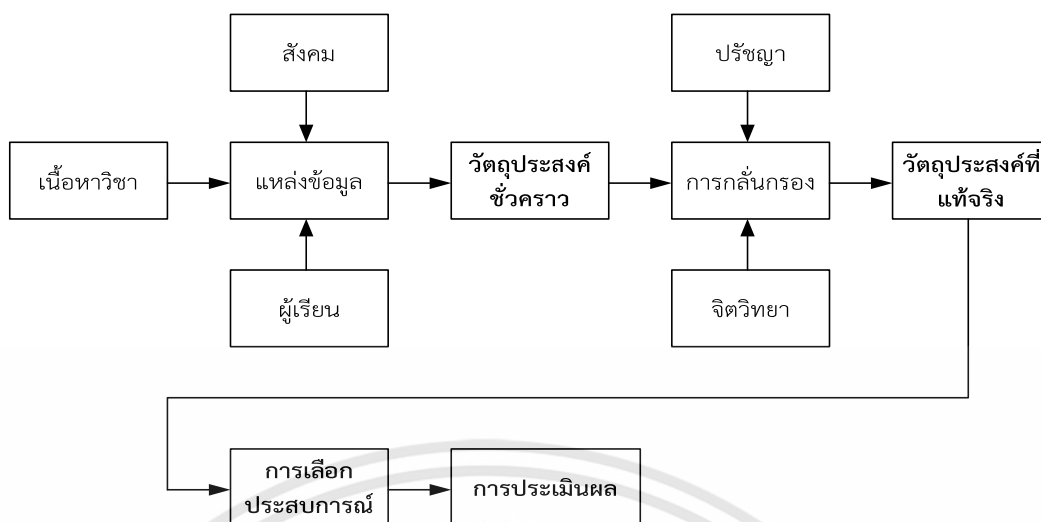 สังคม
ปรัชญา
เนื้อหาวิชา
แหล่งข้อมูล
วัตถุประสงค์
ชั่วคราว
การกลั่นกรอง
วัตถุประสงค์ที่
แท้จริง
ผู้เรียน
จิตวิทยา
การเลือก
ประสบการณ์
การประเมินผล